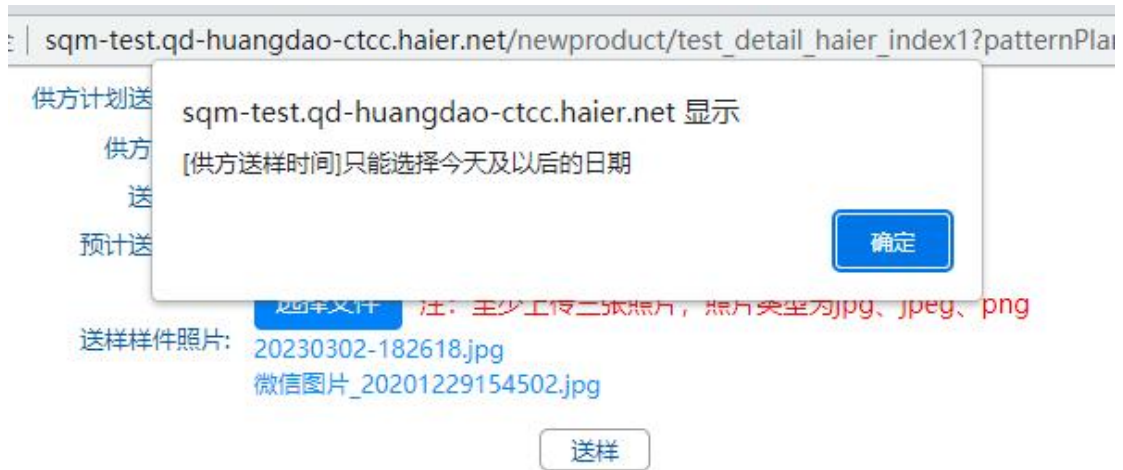 sqm-test.qd-huangdao-ctcc.haier.net/newproduct/test_detail_haier_index1?patternPlar
供方计划送
sqm-test.qd-huangdao-ctcc.haier.net 显示
供方
[供方送样时间]只能选择今天及以后的日期
送
预计送
确定
选择文件 注：至少上传三张照片，照片类型为jpg、jpeg、png
送样样件照片:
20230302-182618.jpg
微信图片_20201229154502.jpg
送样